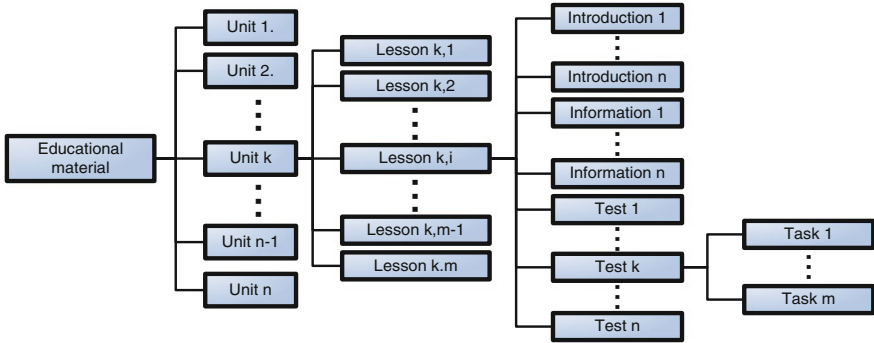 Educational
material
Unit 1.
Unit 2.
Unit k
Unit n-1
Unit n
Lesson k,1
Lesson k,2
Lesson k,i
Lesson k,m-1
Lesson k.m
Introduction 1
Introduction n
Information 1
Information n
Test 1
Test k
Test n
Task 1
Task m